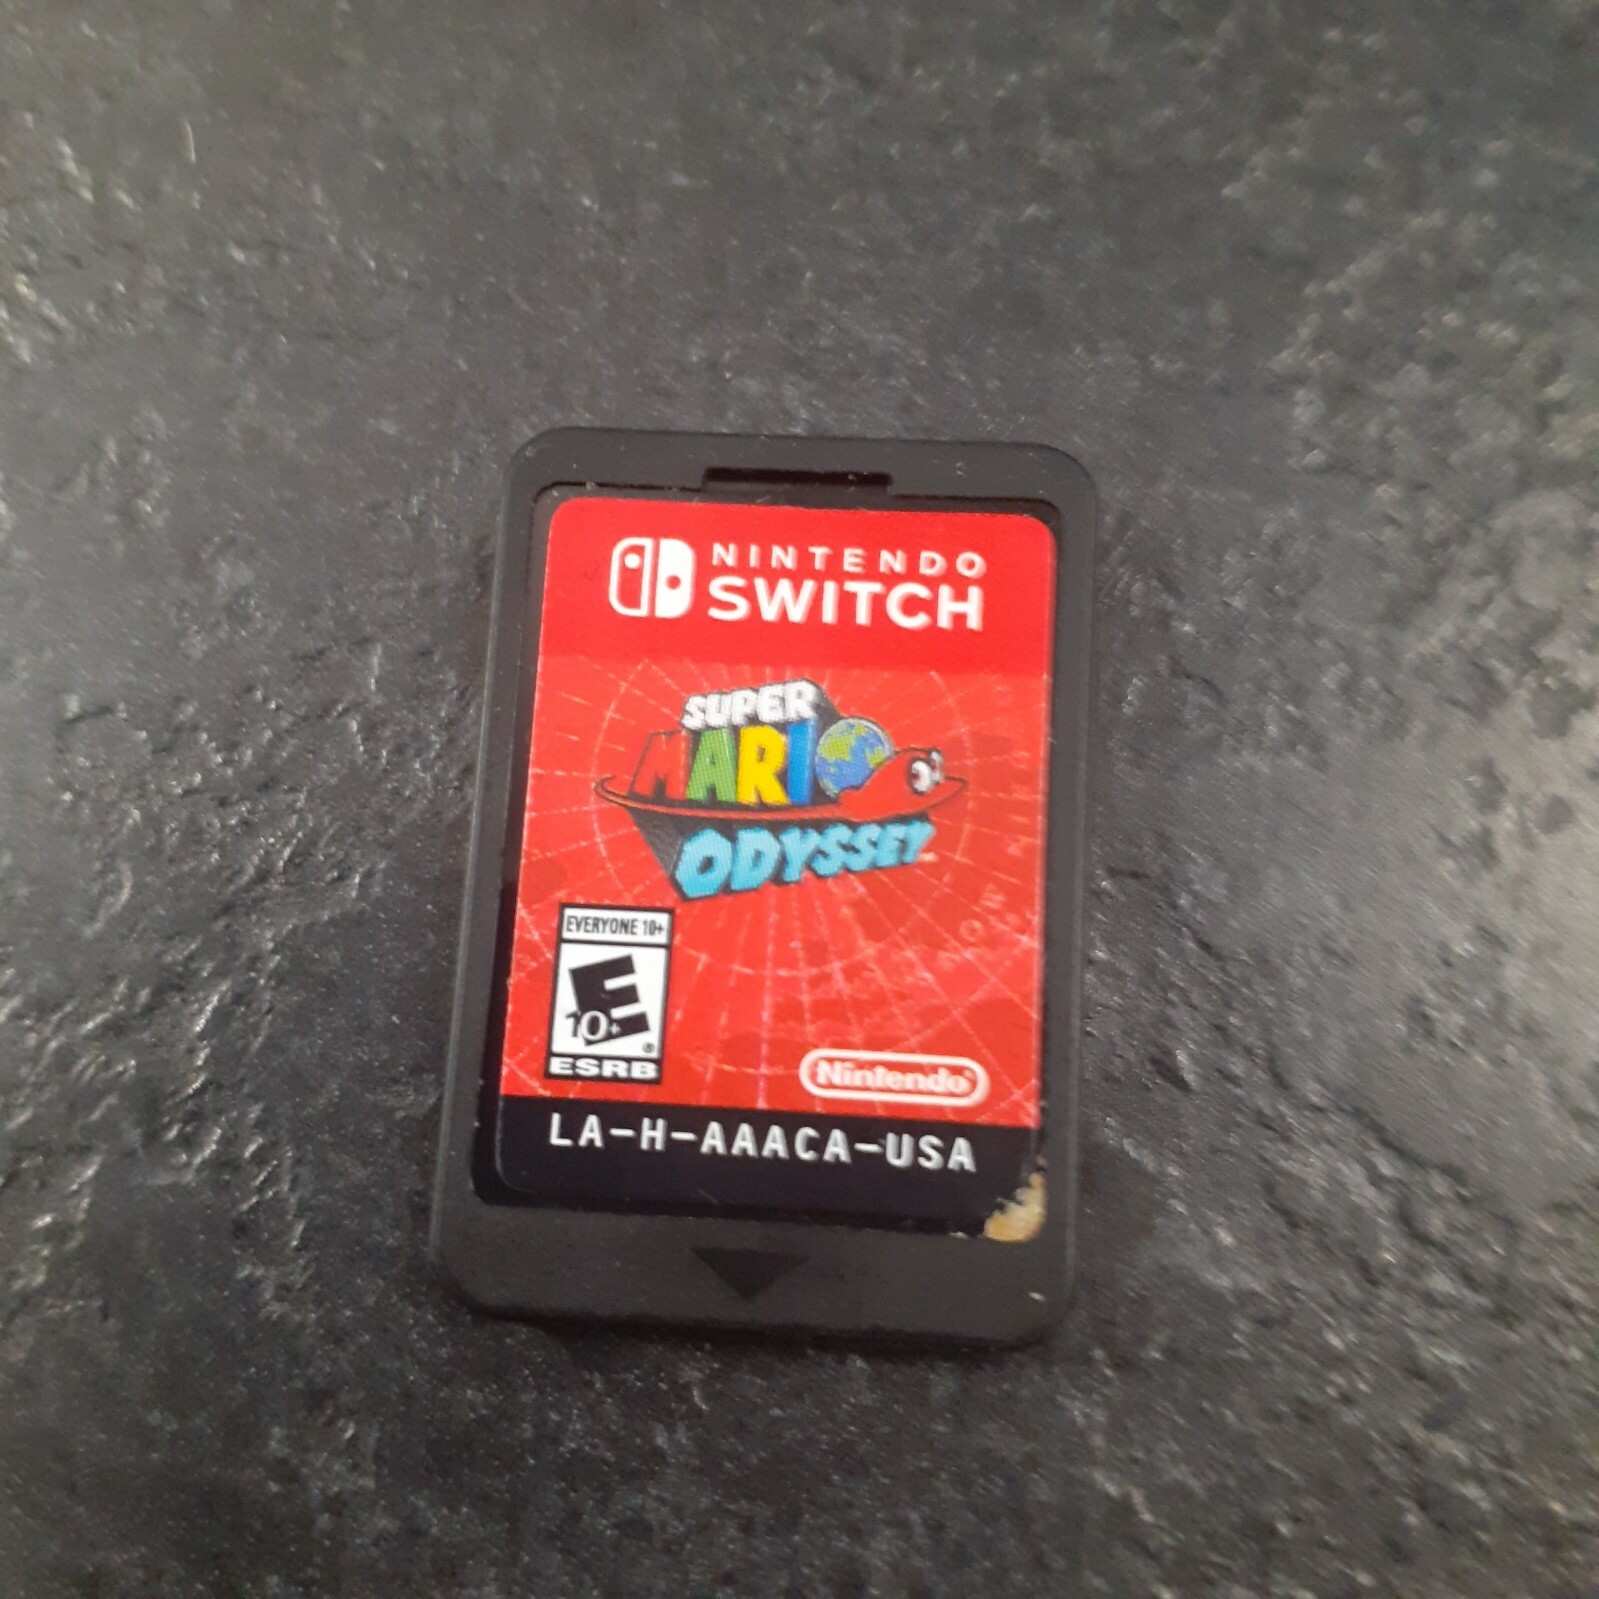 NINTENDO
SWITCH
SUPER
MARIO
ODYSSEY
EVERYONE 10+
E
10+
ESRB
Nintendo
LA-H-AAACA-USA